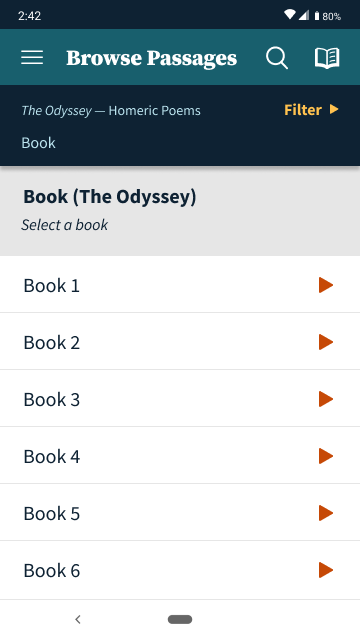 2:42
80%
Browse Passages
The Odyssey — Homeric Poems
Filter
Book
Book (The Odyssey)
Select a book
Book 1
Book 2
Book 3
Book 4
Book 5
Book 6